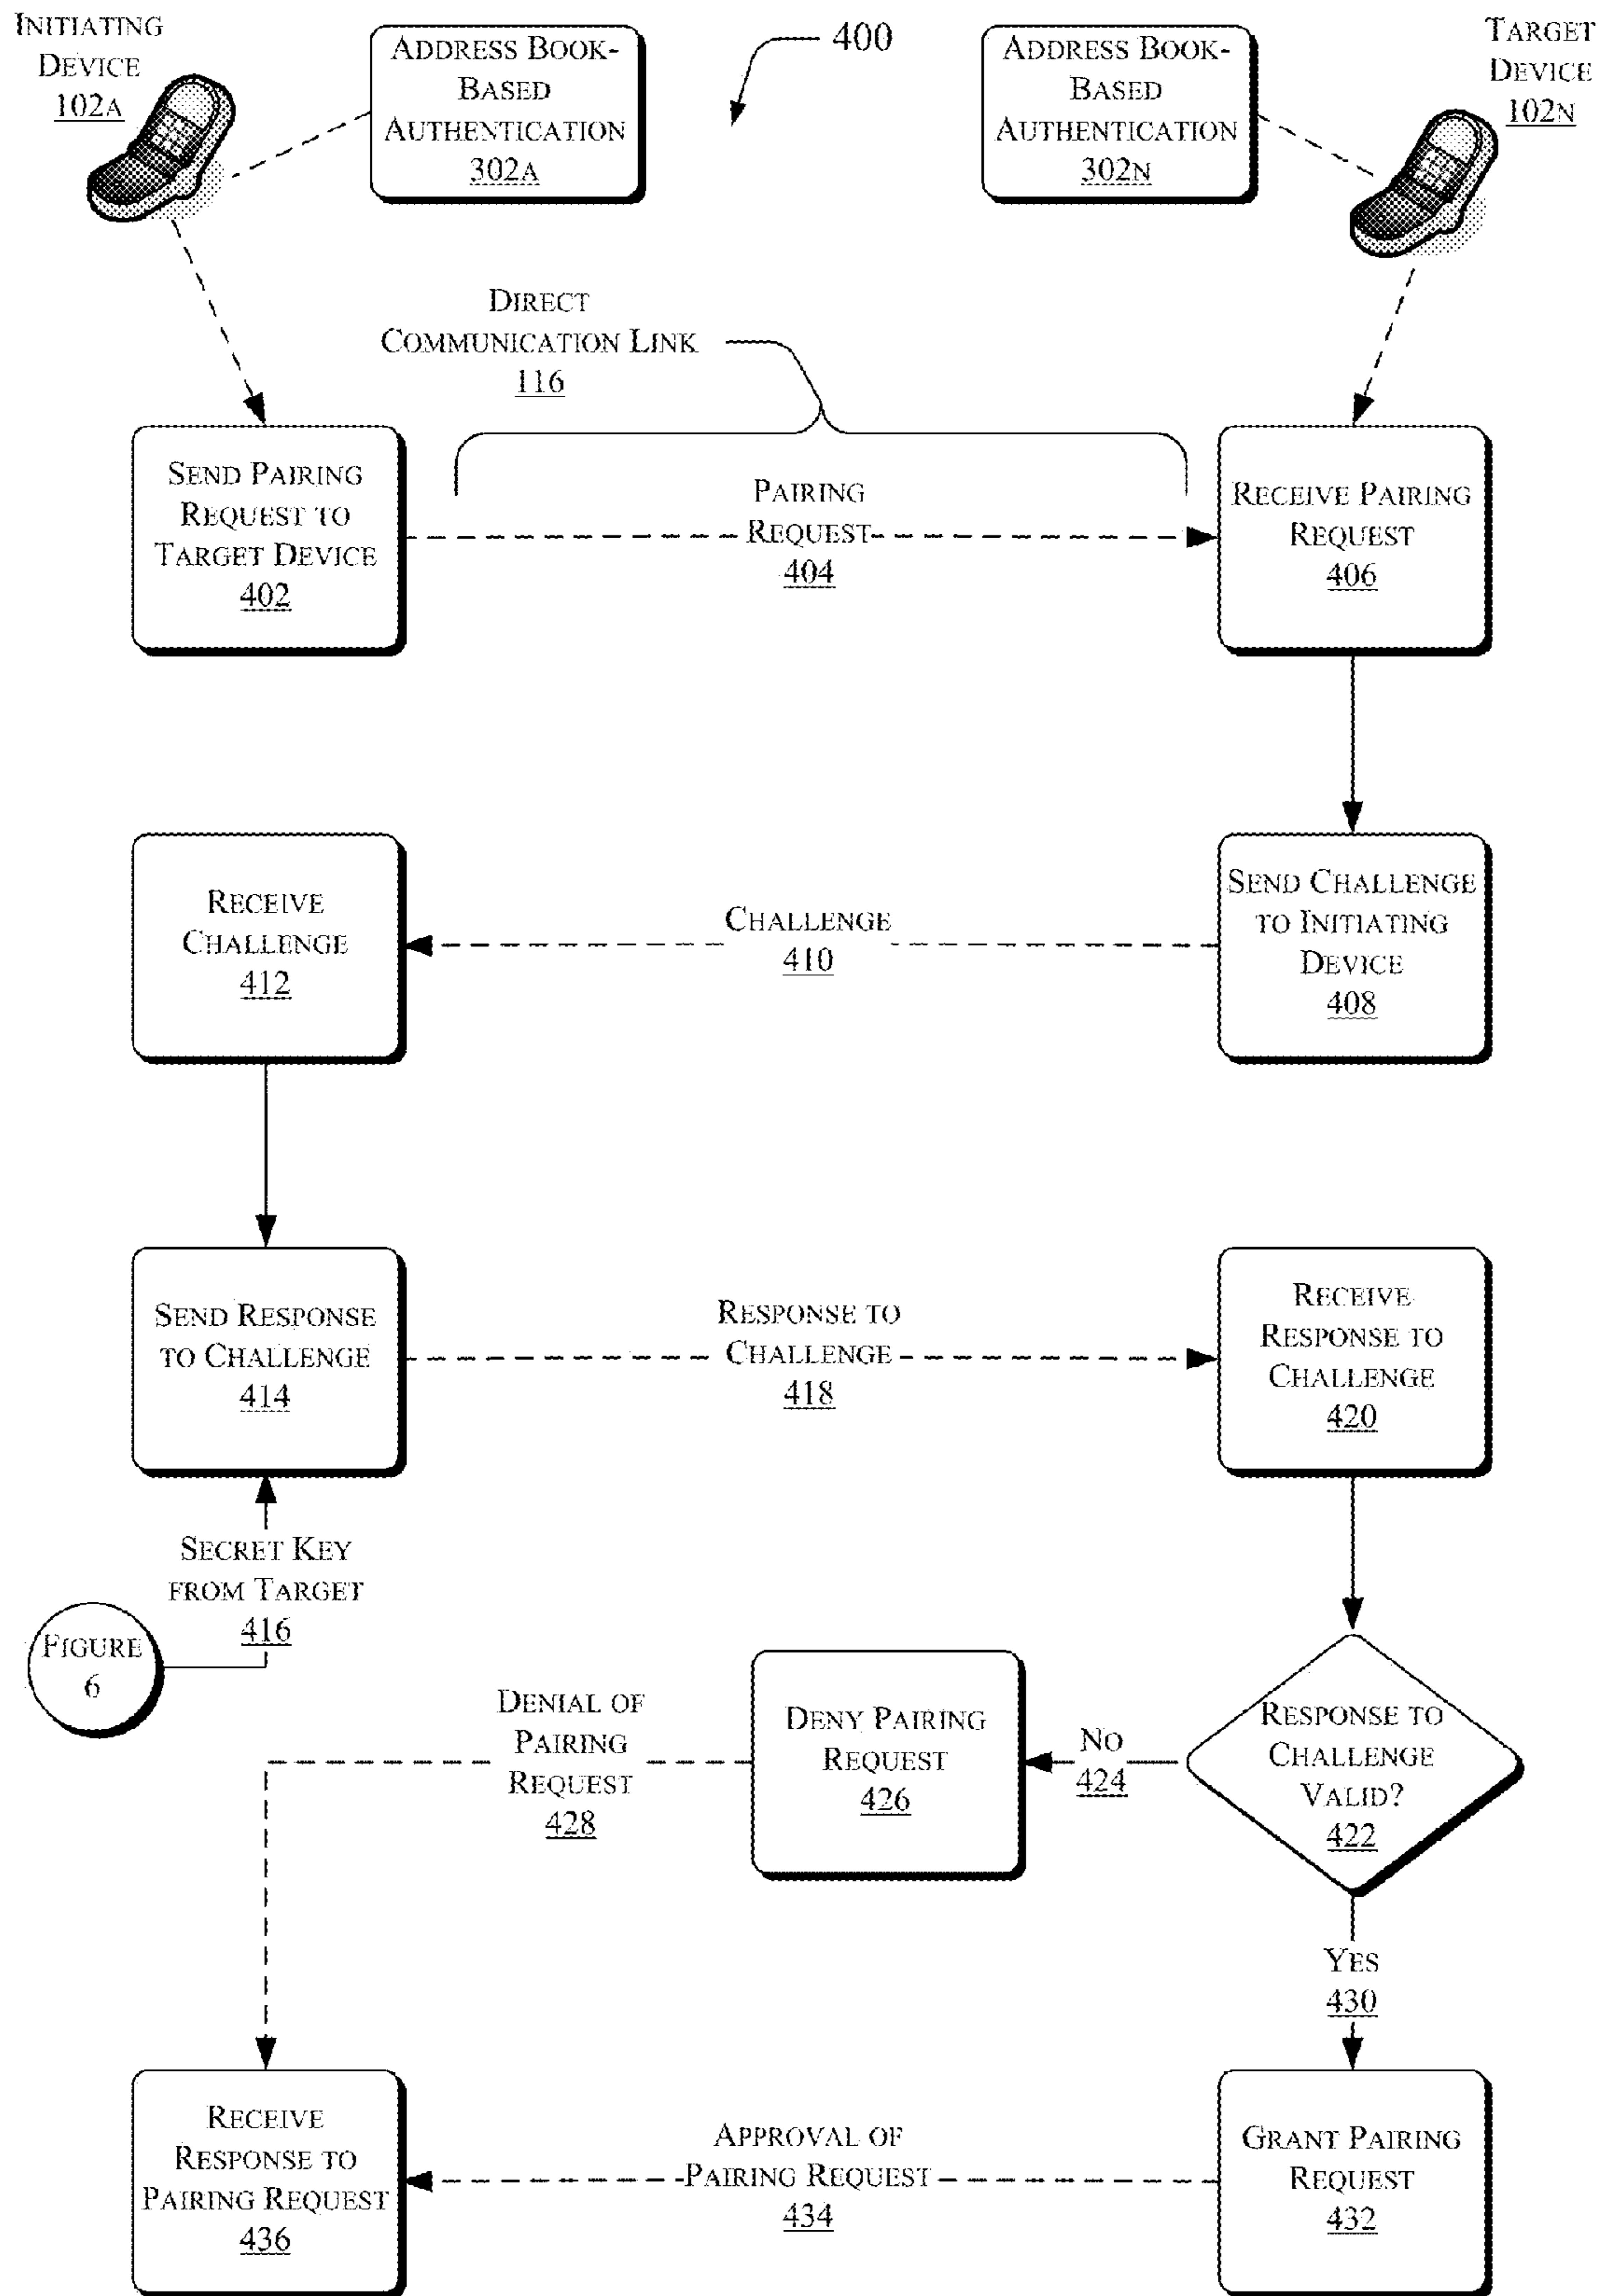 INITIATING
DEVICE
102A
ADDRESS BOOK-
BASED
AUTHENTICATION
302A
400
ADDRESS BOOK-
BASED
AUTHENTICATION
302N
TARGET
DEVICE
102N
DIRECT
COMMUNICATION LINK
116
SEND PAIRING
REQUEST TO
TARGET DEVICE
402
PAIRING
REQUEST
404
RECEIVE PAIRING
REQUEST
406
RECEIVE
CHALLENGE
412
CHALLENGE
410
SEND CHALLENGE
TO INITIATING
DEVICE
408
SEND RESPONSE
TO CHALLENGE
414
RESPONSE TO
CHALLENGE
418
RECEIVE
RESPONSE TO
CHALLENGE
420
SECRET KEY
FROM TARGET
416
FIGURE
6
DENIAL OF
PAIRING
REQUEST
428
DENY PAIRING
REQUEST
426
NO
424
RESPONSE TO
CHALLENGE
VALID?
422
YES
430
RECEIVE
RESPONSE TO
PAIRING REQUEST
436
APPROVAL OF
PAIRING REQUEST
434
GRANT PAIRING
REQUEST
432